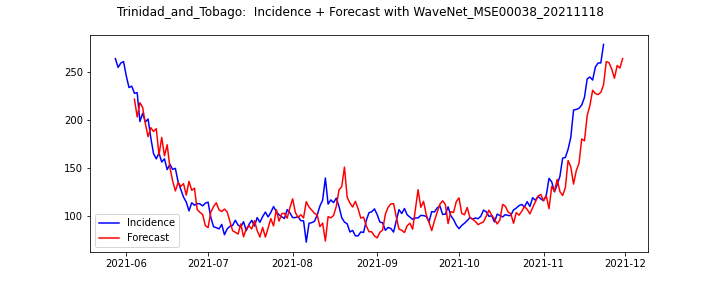 Trinidad_and_Tobago:  Incidence + Forecast with WaveNet_MSE00038_20211118
250
200
150
100
Incidence
Forecast
2021-06 2021-07 2021-08 2021-09 2021-10 2021-11 2021-12